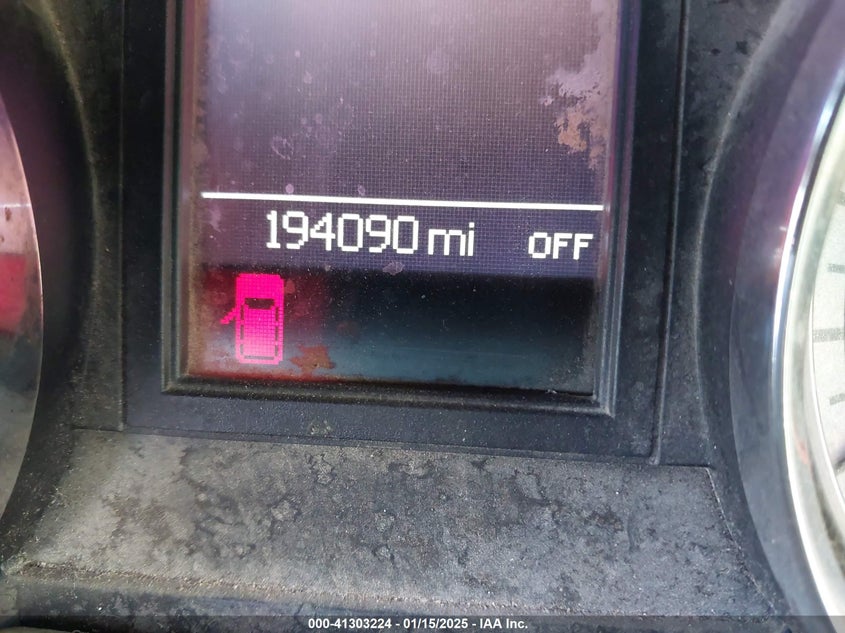 194090 mi OFF
000-41303224 - 01/15/2025 - IAA Inc.